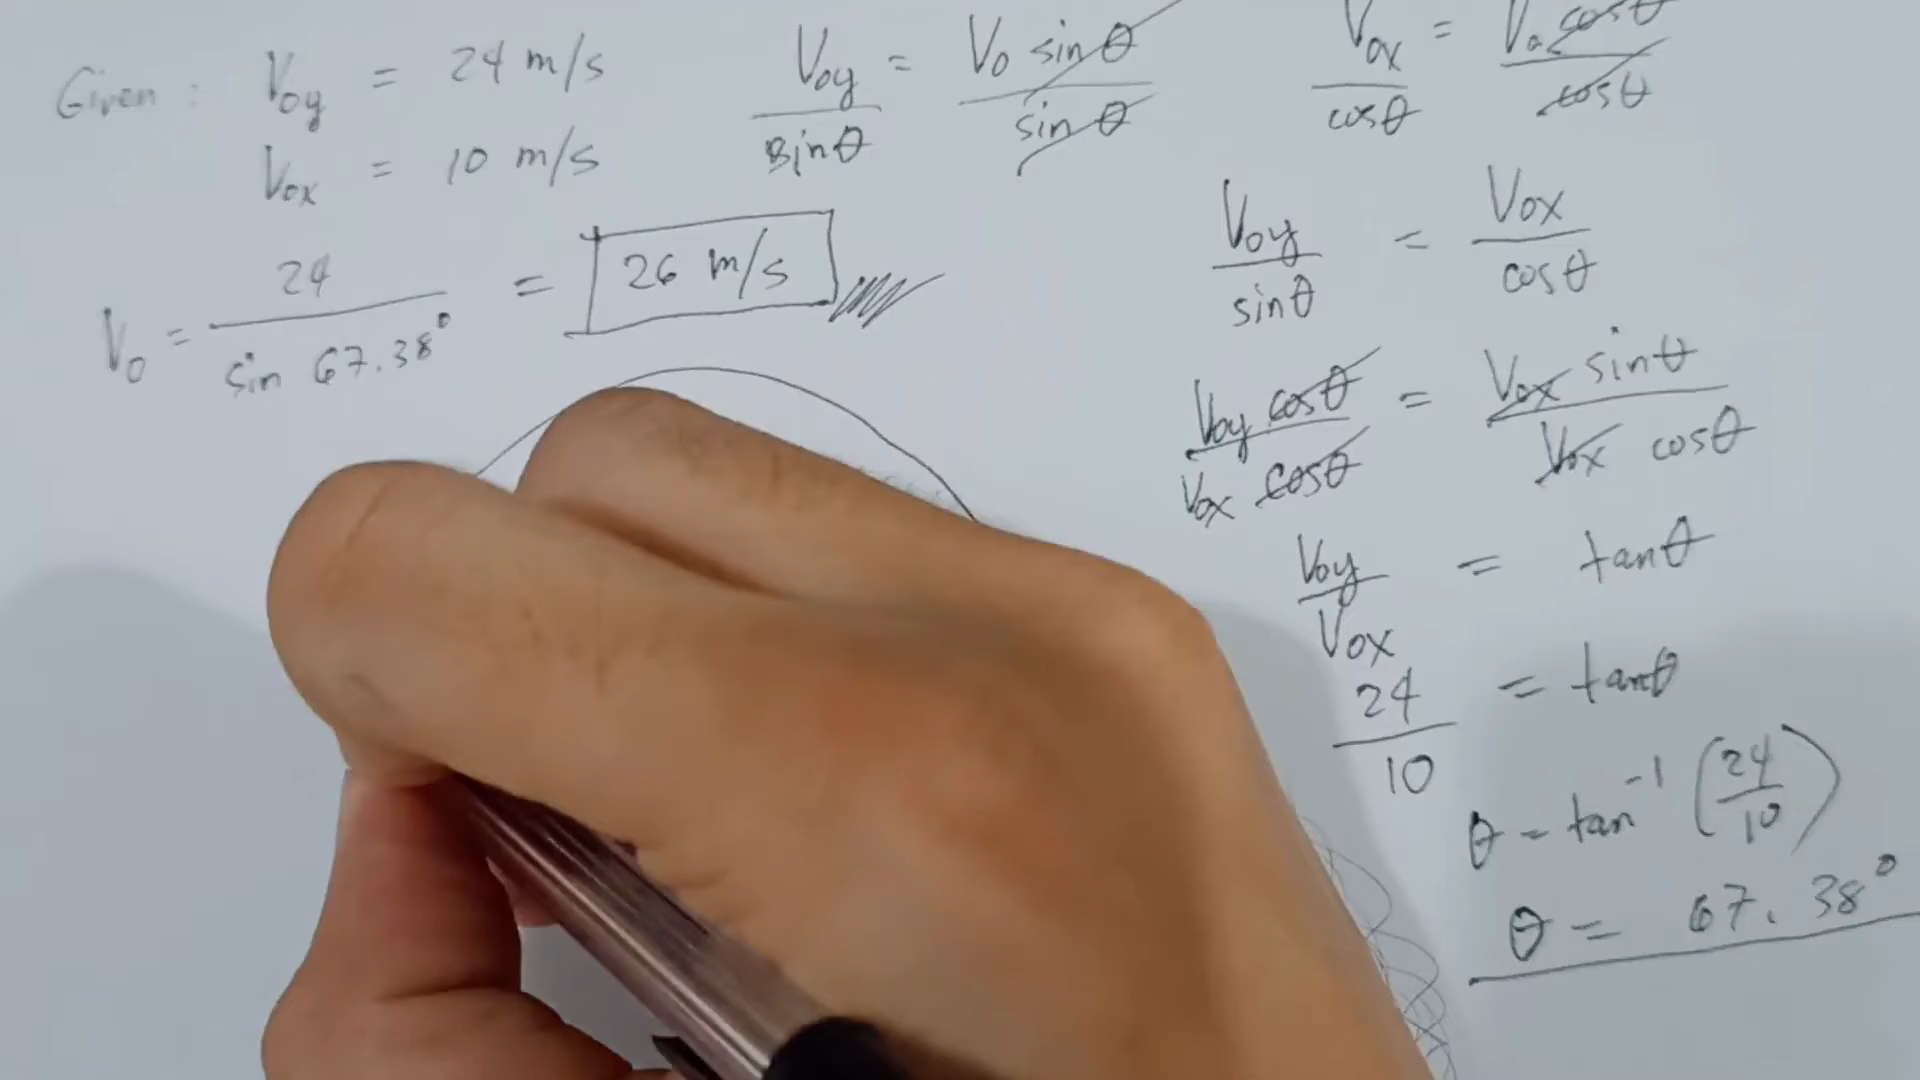 Given : Voy = 24 m/s
Vox = 10 m/s
Vo = 24 / sin 67.38° = 26 m/s
Voy / sinθ = Vo sinθ / sinθ
Vox / cosθ = Vo cosθ / cosθ
Voy / sinθ = Vox / cosθ
Voy cosθ / Vox cosθ = Vox sinθ / Vox cosθ
Voy / Vox = tanθ
24 / 10 = tanθ
θ = tan⁻¹ (24/10)
θ = 67.38°